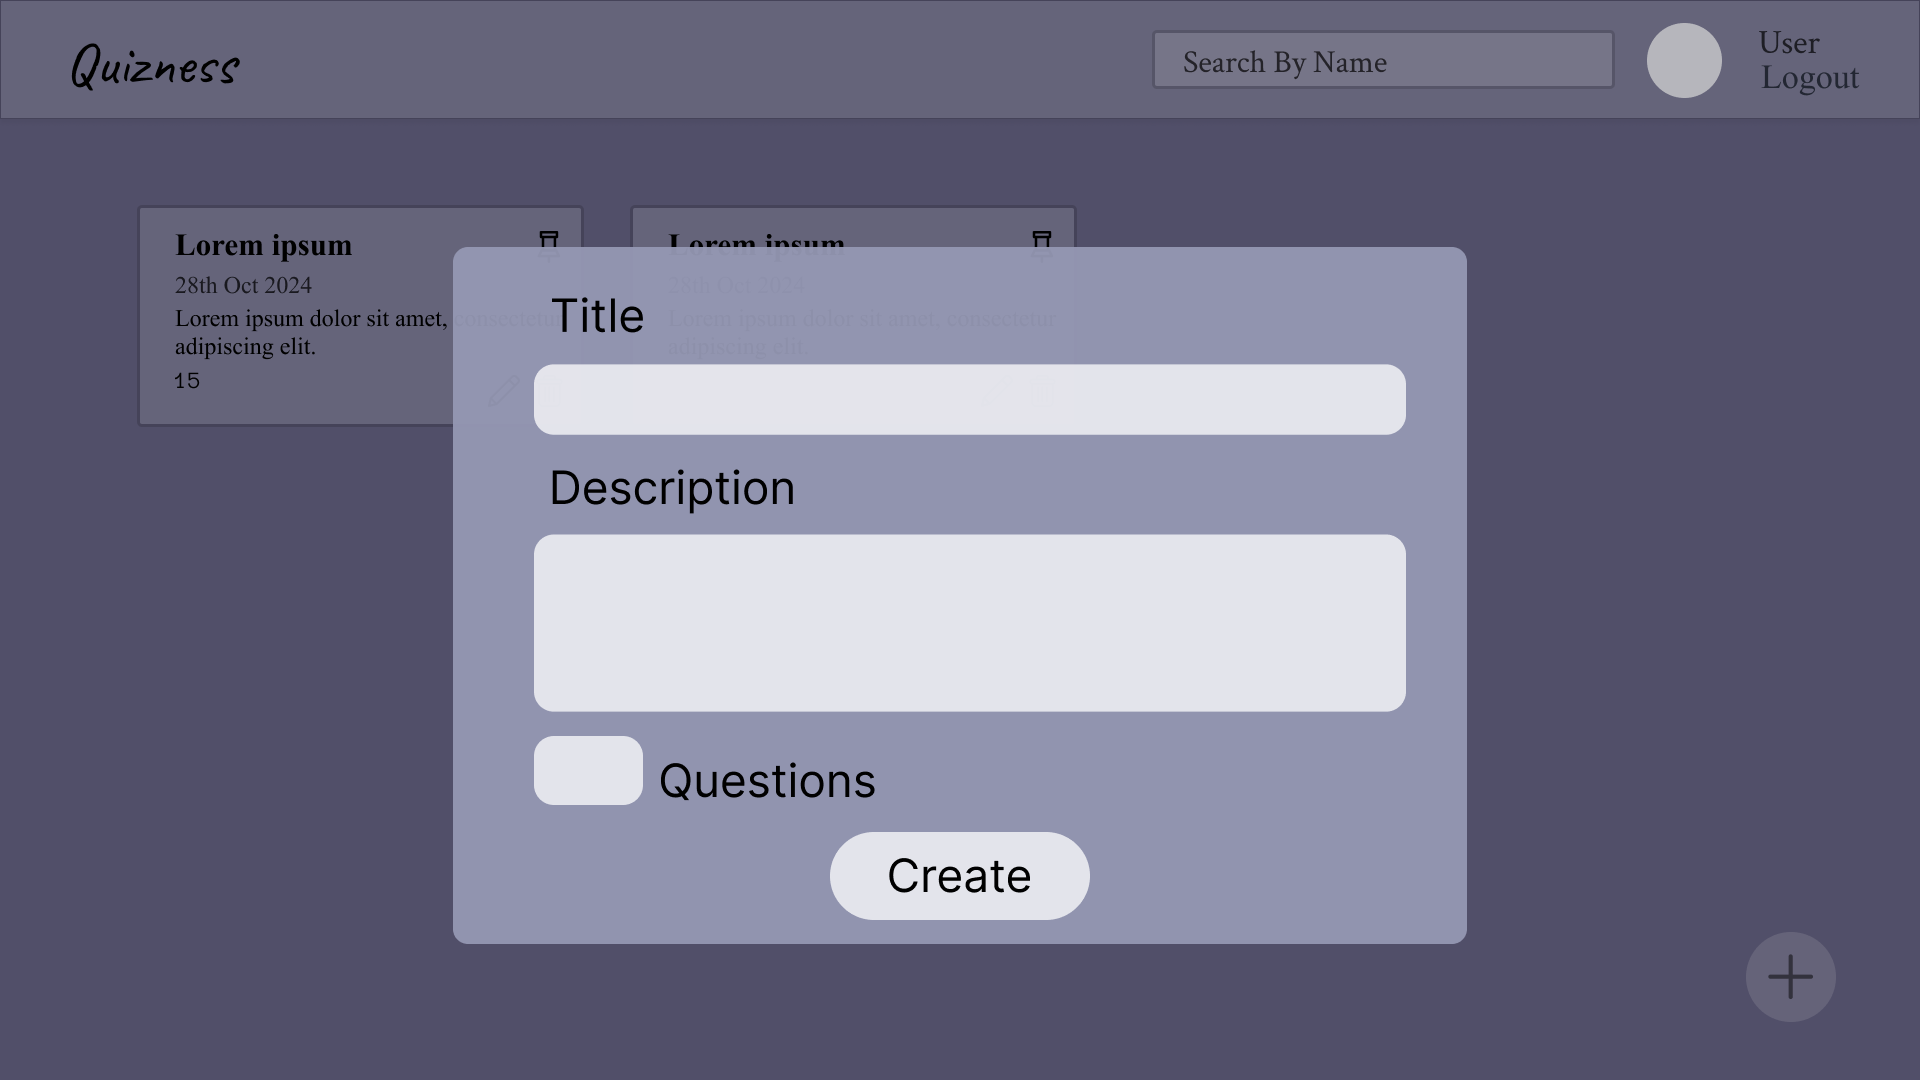 Quizness
Search By Name
User
Logout
Lorem ipsum
28th Oct 2024
Lorem ipsum dolor sit amet, consectetur
adipiscing elit.
15
Lorem ipsum
28th Oct 2024
Lorem ipsum dolor sit amet, consectetur
adipiscing elit.
Title
Description
Questions
Create